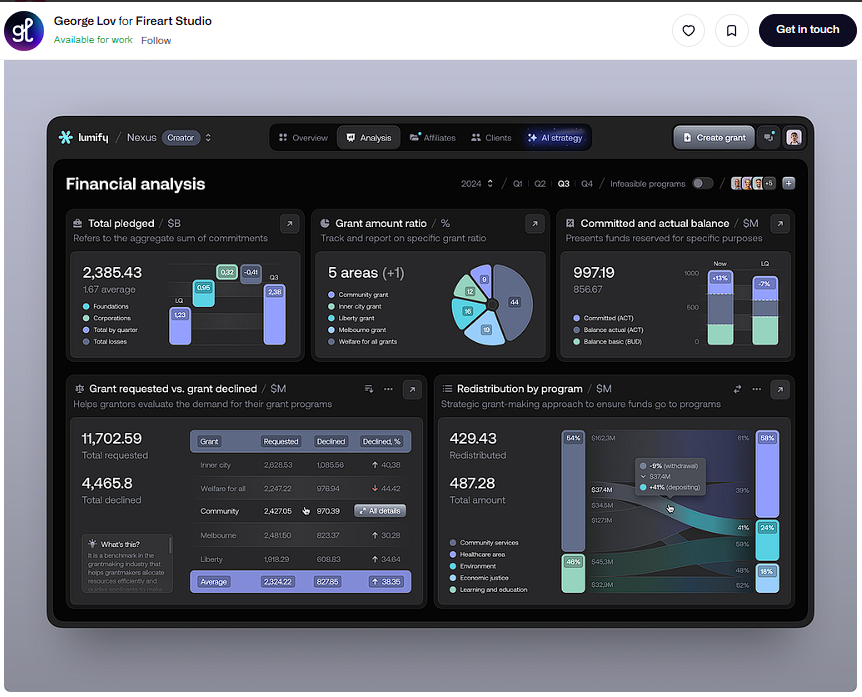 George Lov for Fireart Studio
Available for work Follow
Get in touch
lumify / Nexus Creator
Overview Analysis Affiliates Clients AI strategy
Create grant
Financial analysis
2024 / Q1 Q2 Q3 Q4 / Infeasible programs / +5 +
Total pledged / $B
Refers to the aggregate sum of commitments
2,385.43
1.67 average
Foundations
Corporations
Total by quarter
Total losses
LQ
1,23
0,95
0,32
-0,41
Q3
2,38
Grant amount ratio / %
Track and report on specific grant ratio
5 areas (+1)
Community grant
Inner city grant
Liberty grant
Melbourne grant
Welfare for all grants
9
12
16
19
44
Committed and actual balance / $M
Presents funds reserved for specific purposes
997.19
856.67
Committed (ACT)
Balance actual (ACT)
Balance basic (BUD)
Now LQ
1000
500
0
+13%
-7%
Grant requested vs. grant declined / $M
Helps grantors evaluate the demand for their grant programs
11,702.59
Total requested
4,465.8
Total declined
What's this?
It is a benchmark in the
grantmaking industry that
helps grantmakers allocate
resources efficiently and
guides applicants to make
Grant Requested Declined Declined, %
Inner city 2,628.53 1,085.56 ↑ 40,38
Welfare for all 2,247.22 976.94 ↓ 44.42
Community 2,427.05 970.39 All details
Melbourne 2,481.50 823.37 ↑ 30.28
Liberty 1,918.29 608.83 ↑ 34.64
Average 2,324.22 827.85 ↑ 38.35
Redistribution by program / $M
Strategic grant-making approach to ensure funds go to programs
429.43
Redistributed
487.28
Total amount
Community services
Healthcare area
Environment
Economic justice
Learning and education
54%
46%
$162,3M
$37.4M
$34.5M
$127.1M
$45,3M
$32,9M
-9% (withdrawal)
$37.4M
+41% (depositing)
61%
39%
41%
59%
48%
52%
58%
24%
18%